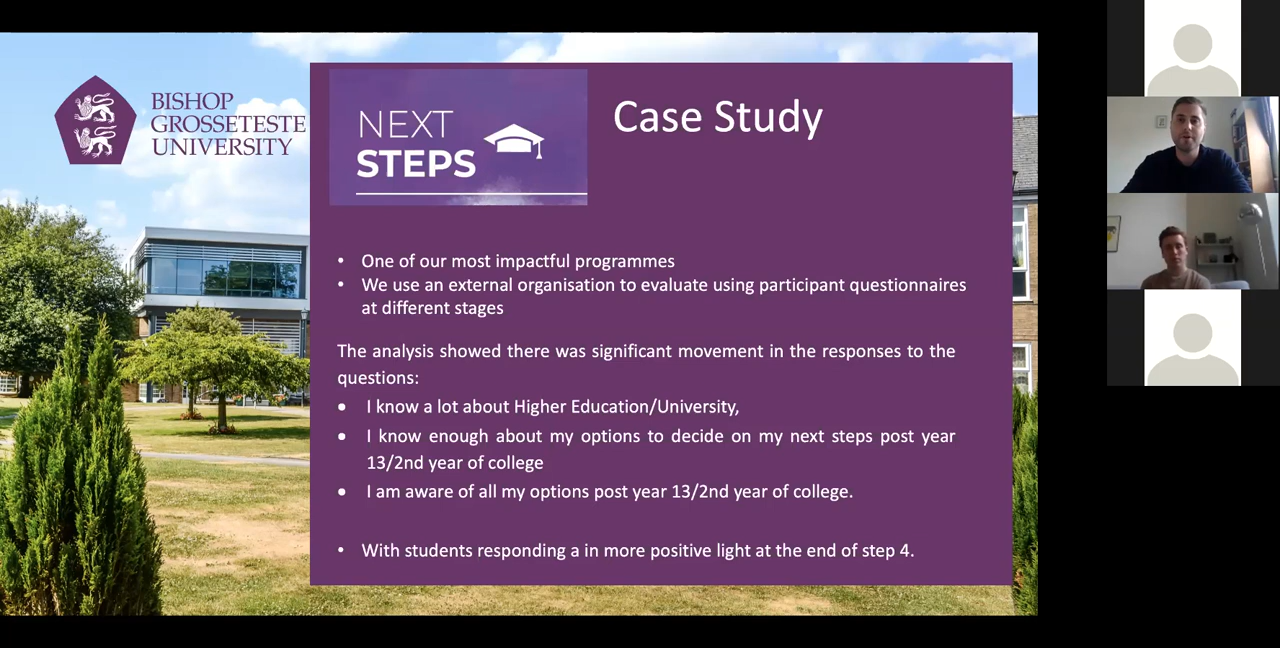 BISHOP
GROSSETESTE
UNIVERSITY
NEXT
STEPS
Case Study
• One of our most impactful programmes
• We use an external organisation to evaluate using participant questionnaires
at different stages
The analysis showed there was significant movement in the responses to the
questions:
• I know a lot about Higher Education/University,
• I know enough about my options to decide on my next steps post year
13/2nd year of college
• I am aware of all my options post year 13/2nd year of college.
• With students responding a in more positive light at the end of step 4.